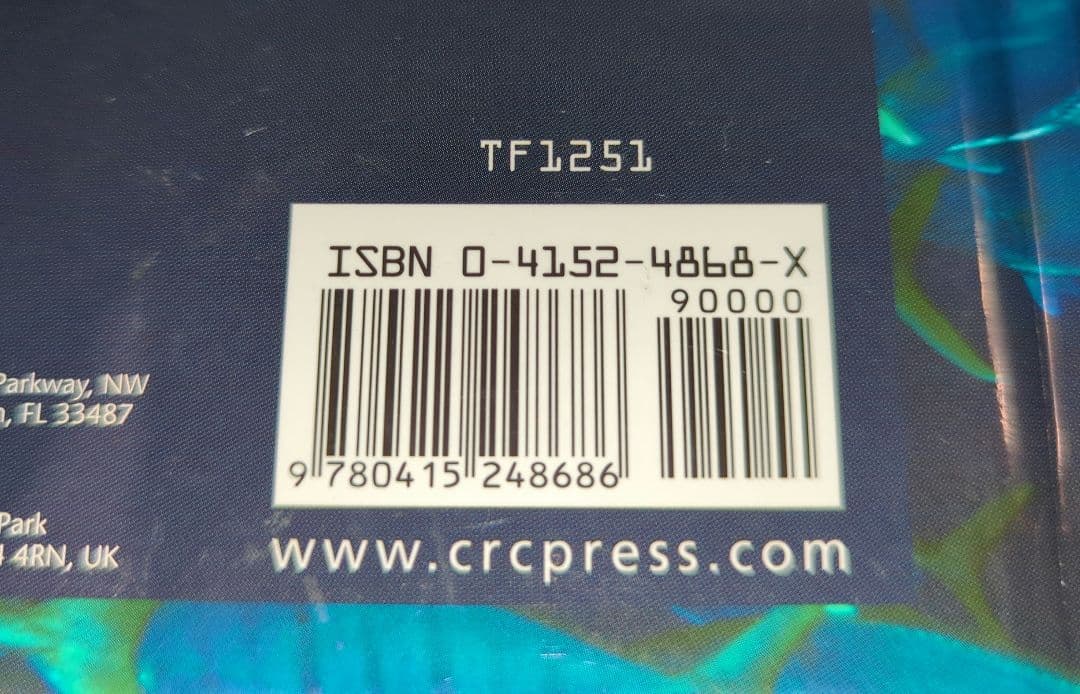 TF1251
ISBN 0-4152-4868-X
90000
9 780415 248686
Parkway, NW
FL 33487
Park
4RN, UK
www.crcpress.com